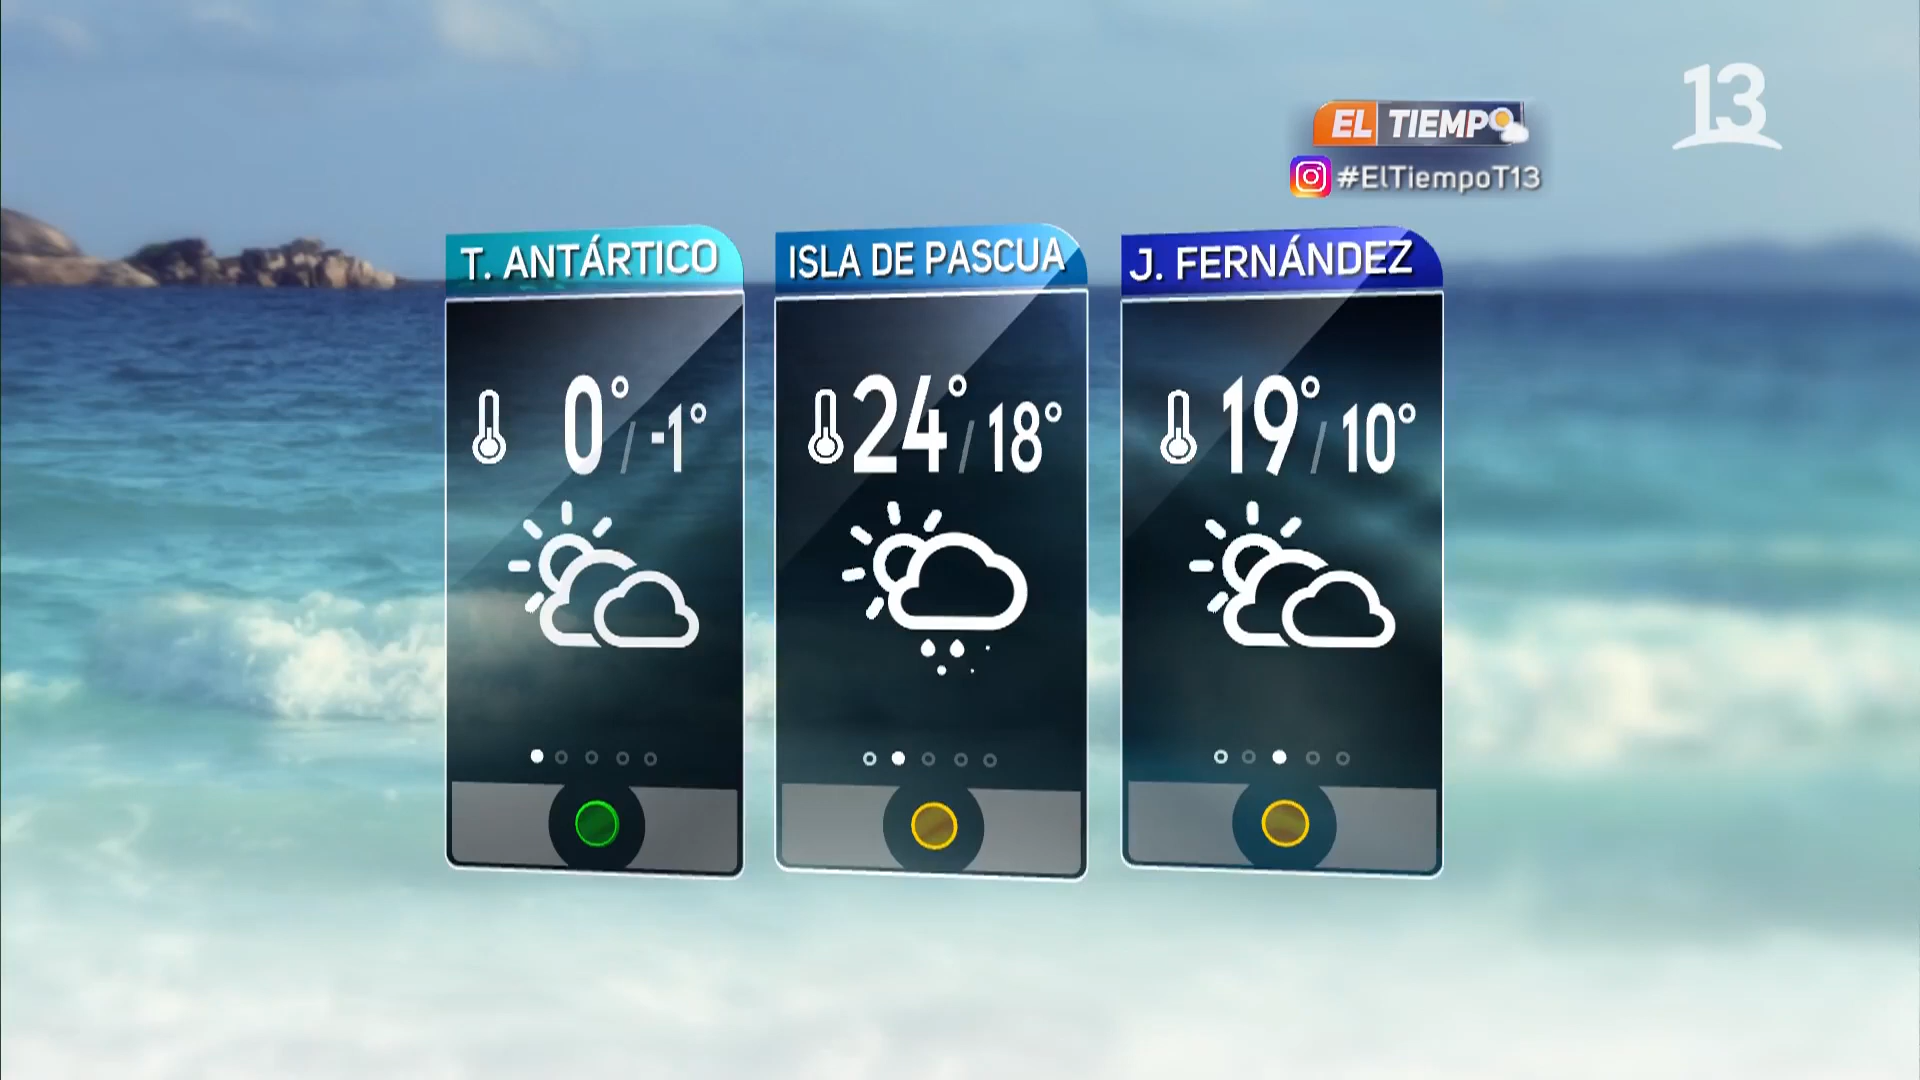 13
EL TIEMPO
#ElTiempoT13
T. ANTÁRTICO
0° / -1°
ISLA DE PASCUA
24° / 18°
J. FERNÁNDEZ
19° / 10°